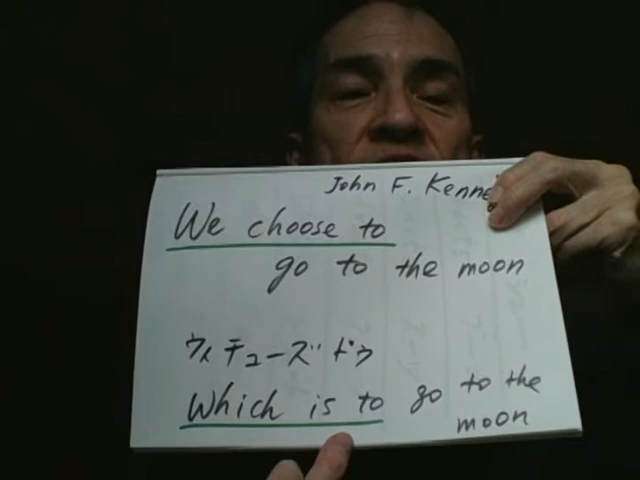 John F. Kenne
We choose to
go to the moon
ウィチューズドゥ
Which is to go to the
moon